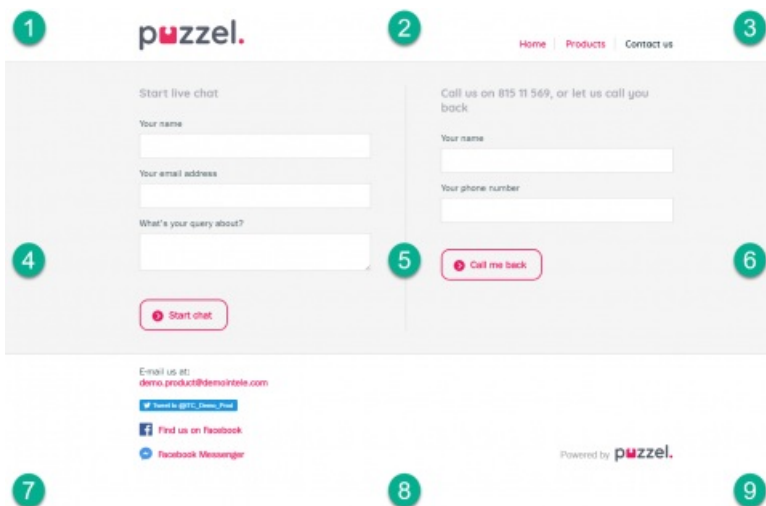 1
puzzel.
2
3
Home Products Contact us
Start live chat
Your name
Your email address
What's your query about?
Start chat
Call us on 815 11 569, or let us call you
back
Your name
Your phone number
Call me back
4
5
6
E-mail us at:
demo.product@demointele.com
Tweet to @ITC_Demo_Prod
Find us on Facebook
Facebook Messenger
Powered by puzzel.
7
8
9